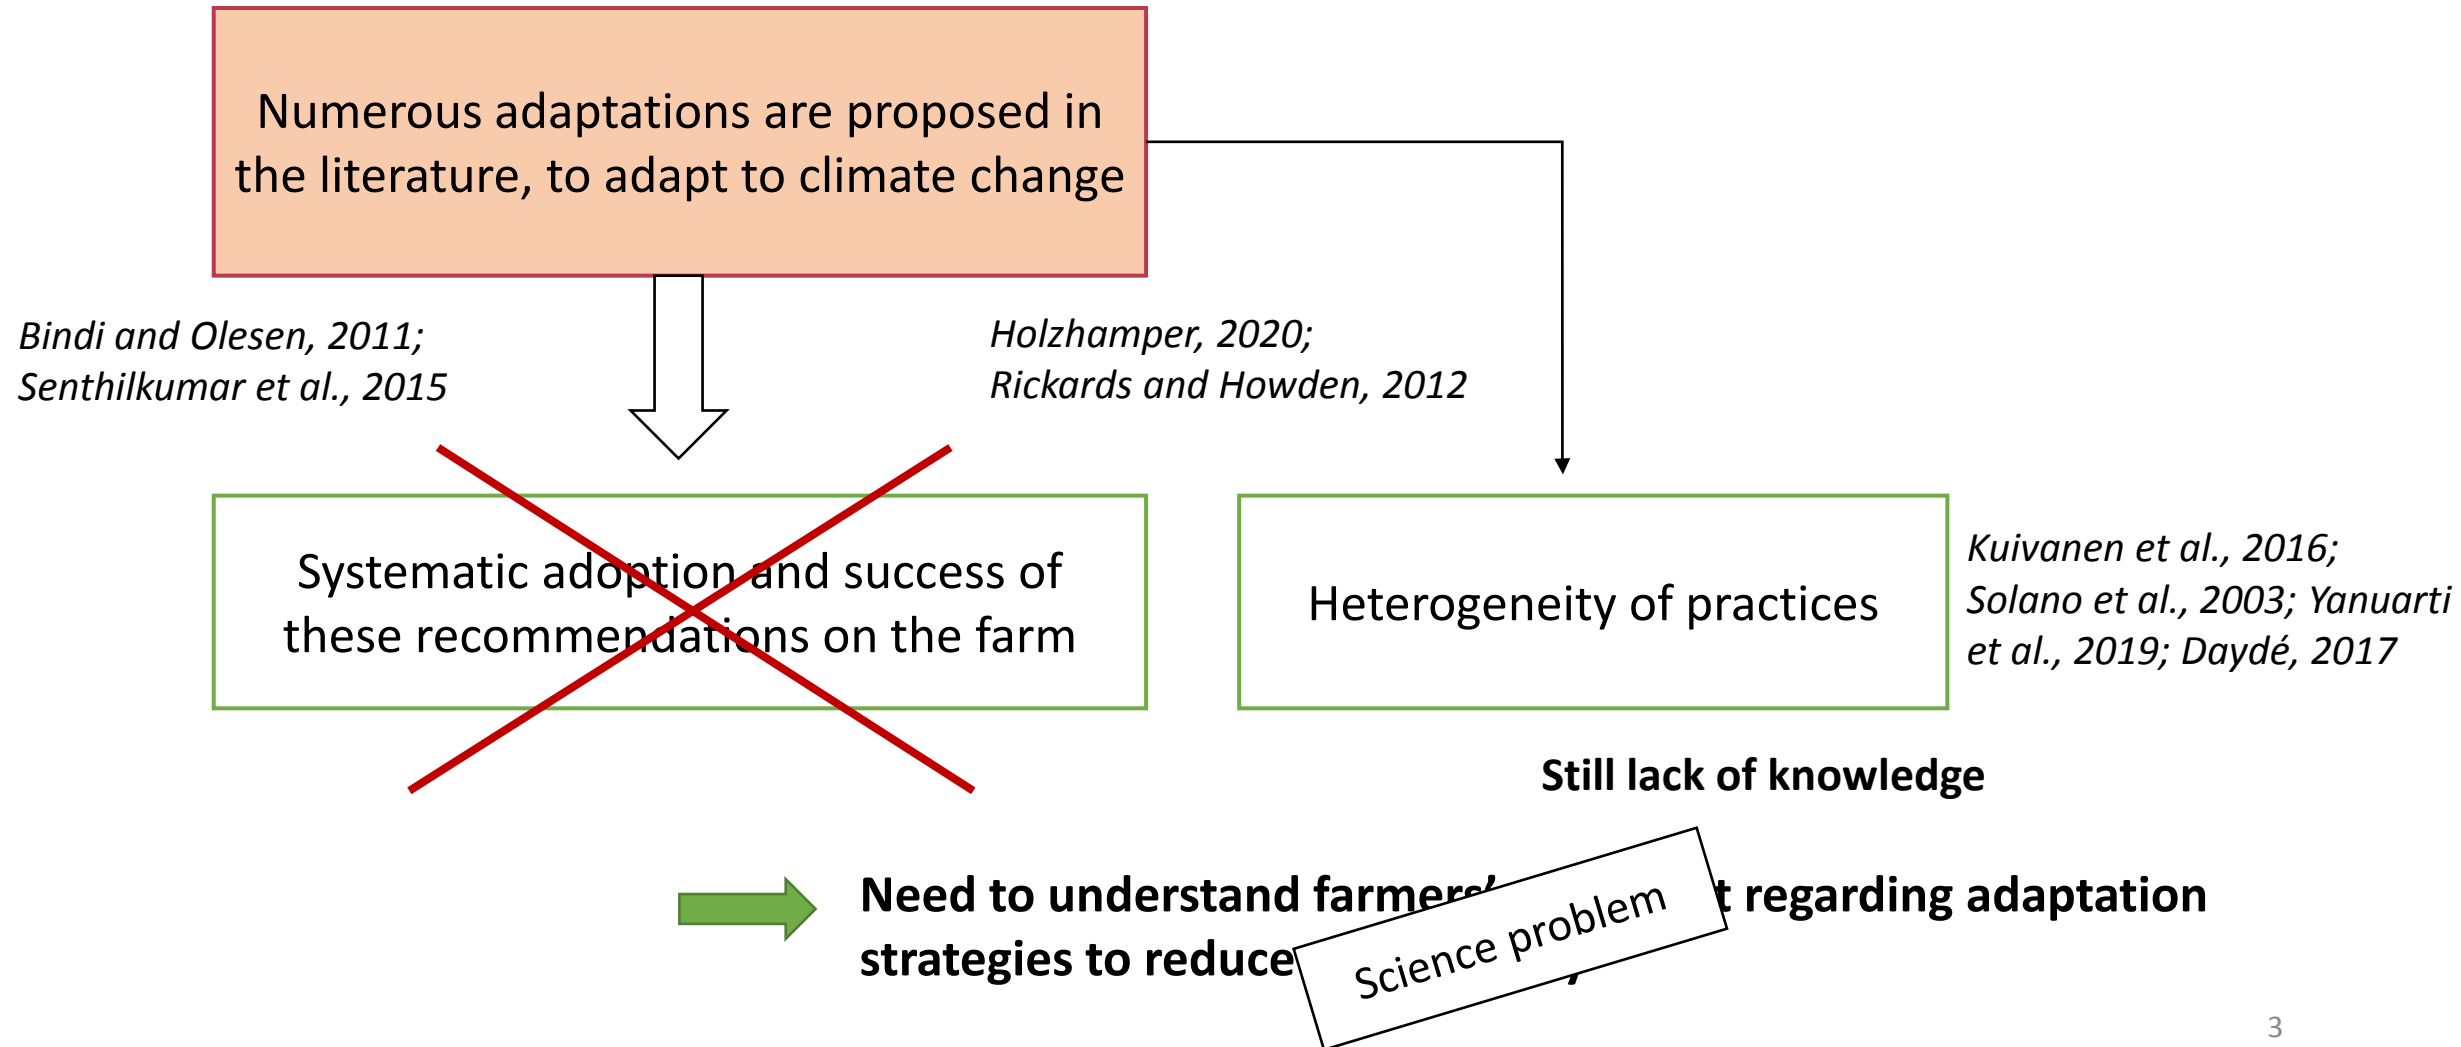 Numerous adaptations are proposed in
the literature, to adapt to climate change
Bindi and Olesen, 2011;
Senthilkumar et al., 2015
Holzhamper, 2020;
Rickards and Howden, 2012
Systematic adoption and success of
these recommendations on the farm
Heterogeneity of practices
Kuivanen et al., 2016;
Solano et al., 2003; Yanuarti
et al., 2019; Daydé, 2017
Still lack of knowledge
Need to understand farmers’ regarding adaptation
strategies to reduce
Science problem
3